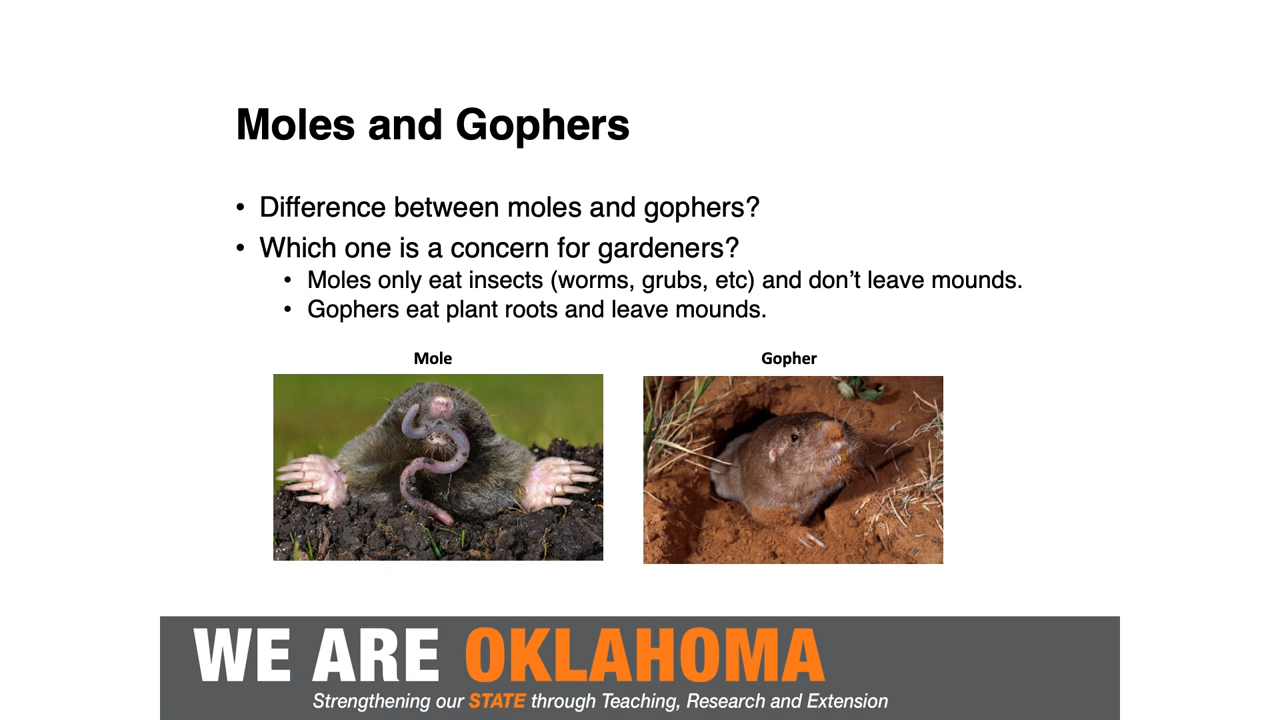 Moles and Gophers
• Difference between moles and gophers?
• Which one is a concern for gardeners?
• Moles only eat insects (worms, grubs, etc) and don’t leave mounds.
• Gophers eat plant roots and leave mounds.
Mole
Gopher
WE ARE OKLAHOMA
Strengthening our STATE through Teaching, Research and Extension